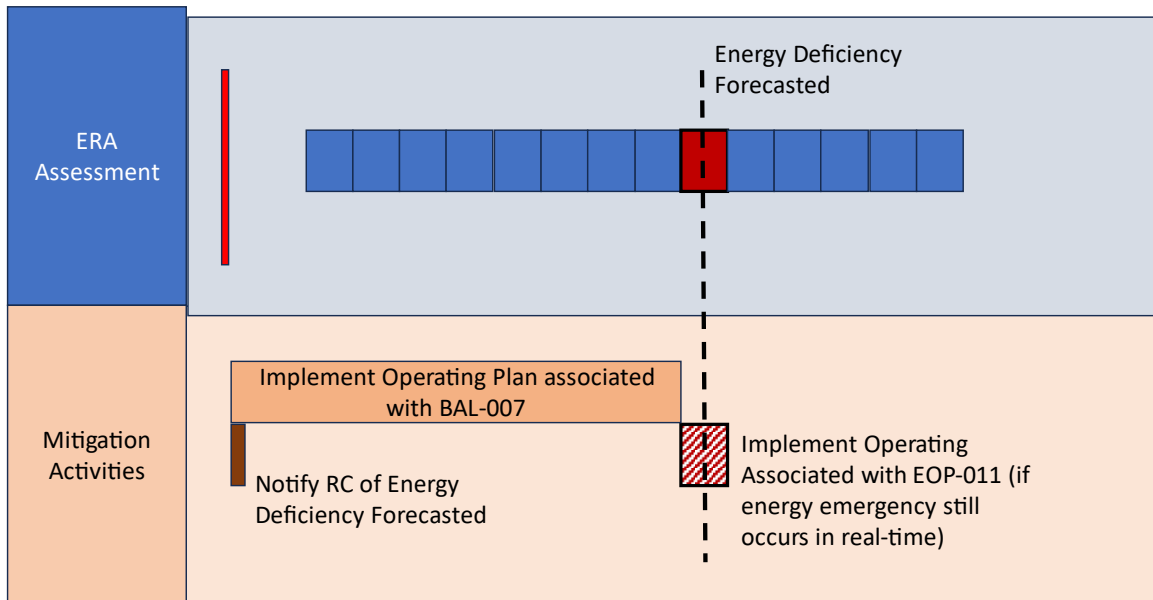 ERA
Assessment
Energy Deficiency
Forecasted
Mitigation
Activities
Implement Operating Plan associated
with BAL-007
Notify RC of Energy
Deficiency Forecasted
Implement Operating
Associated with EOP-011 (if
energy emergency still
occurs in real-time)